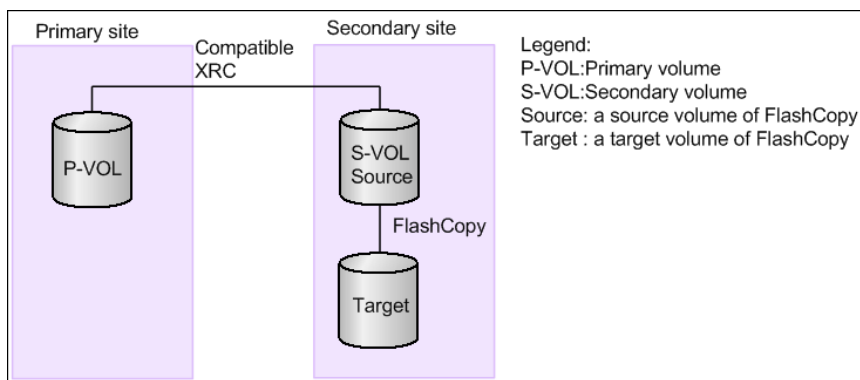 Primary site
Compatible
XRC
Secondary site
P-VOL
S-VOL
Source
FlashCopy
Target
Legend:
P-VOL:Primary volume
S-VOL:Secondary volume
Source: a source volume of FlashCopy
Target : a target volume of FlashCopy